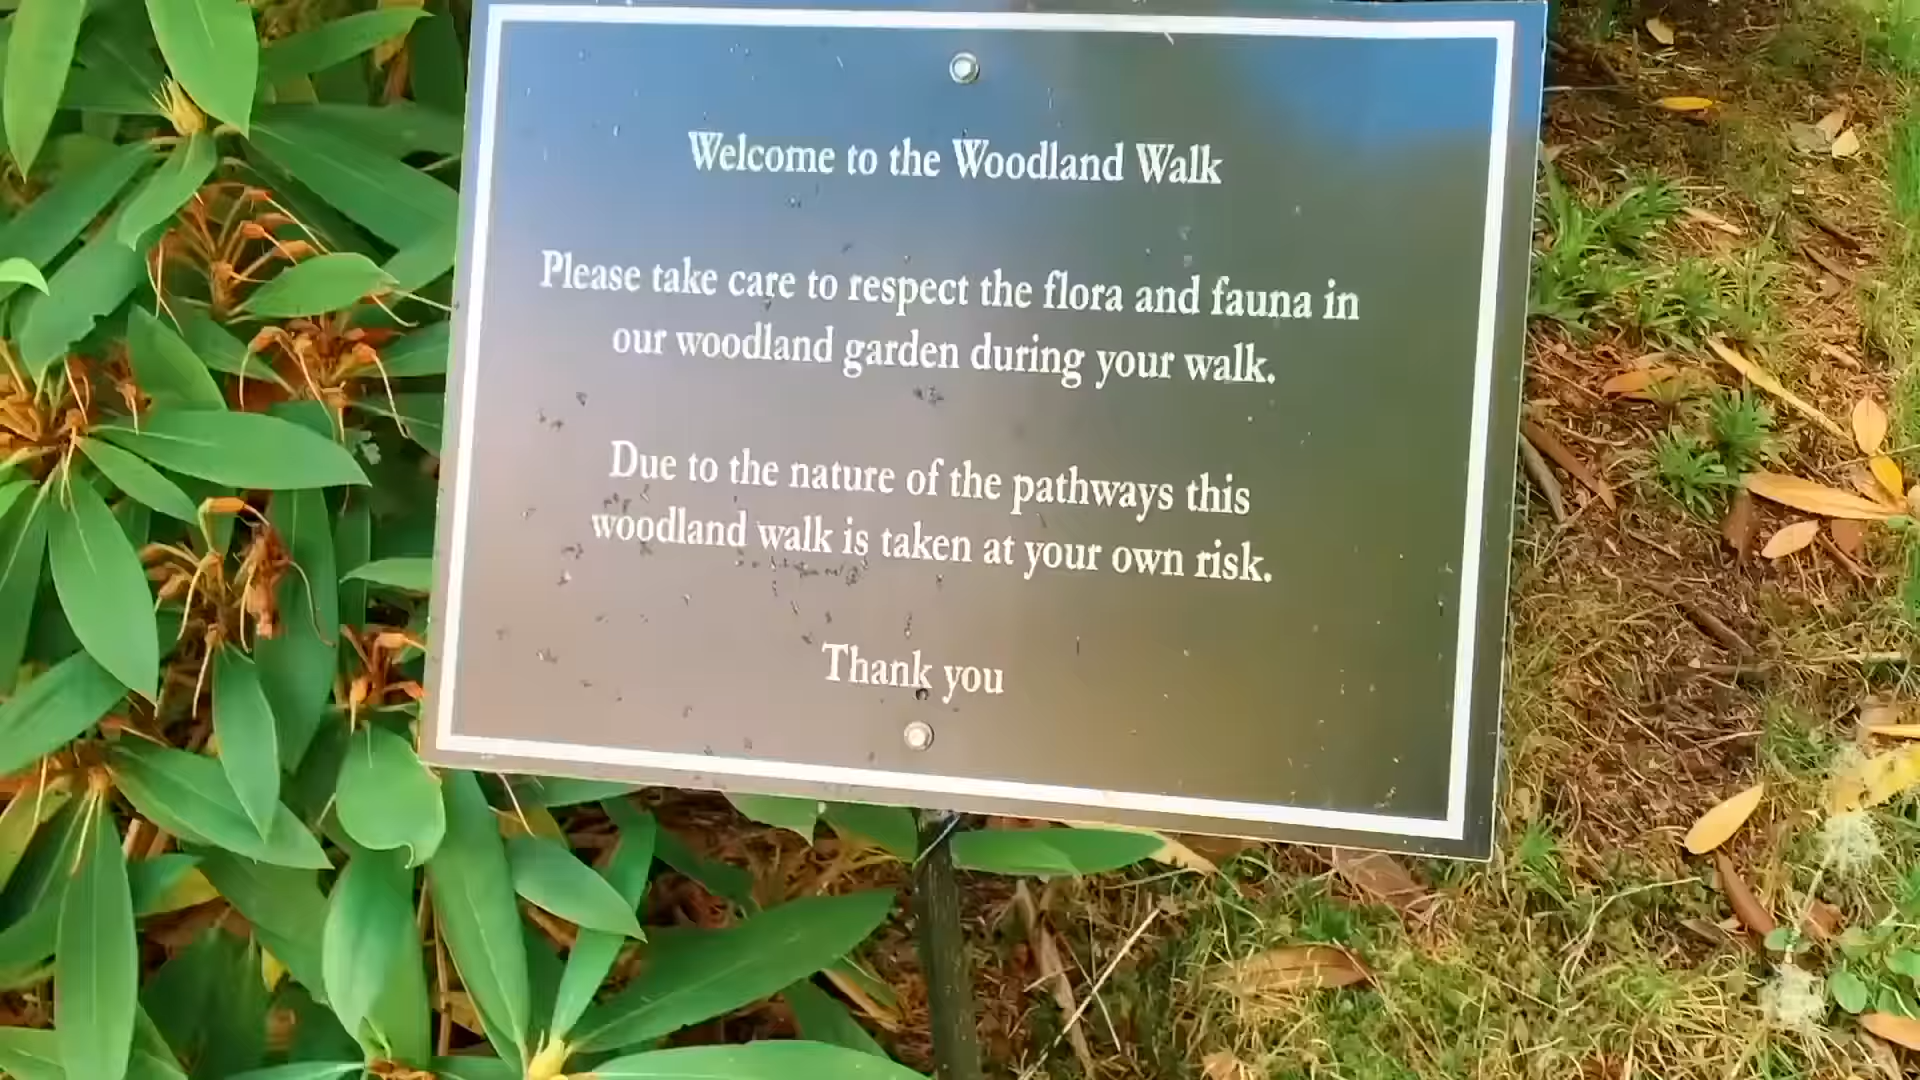 Welcome to the Woodland Walk
Please take care to respect the flora and fauna in
our woodland garden during your walk.
Due to the nature of the pathways this
woodland walk is taken at your own risk.
Thank you